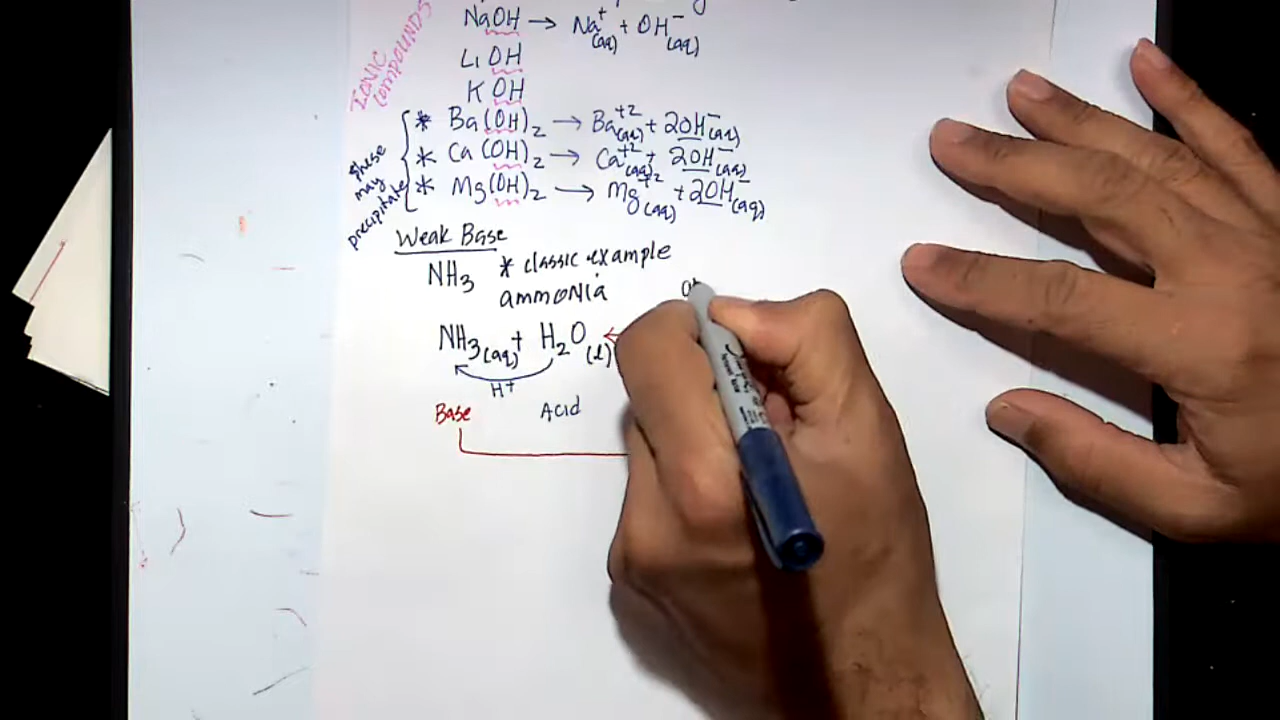 IONIC COMPOUNDS
NaOH → Na⁺(aq) + OH⁻(aq)
LiOH
KOH
* Ba(OH)₂ → Ba⁺²(aq) + 2OH⁻(aq)
* Ca(OH)₂ → Ca⁺²(aq) + 2OH⁻(aq)
* Mg(OH)₂ → Mg⁺²(aq) + 2OH⁻(aq)
these may precipitate
Weak Base
NH₃ * classic example
ammonia
NH₃(aq) + H₂O(l)
H⁺
Base Acid